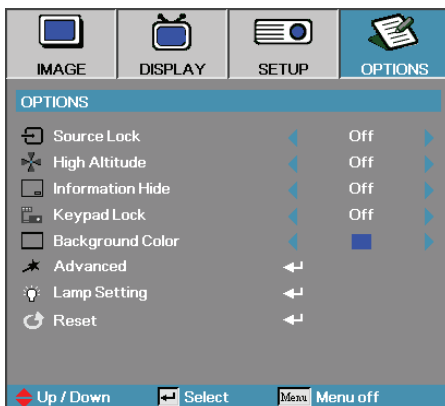 IMAGE DISPLAY SETUP OPTIONS
OPTIONS
Source Lock Off
High Altitude Off
Information Hide Off
Keypad Lock Off
Background Color
Advanced
Lamp Setting
Reset
Up / Down Select Menu Menu off